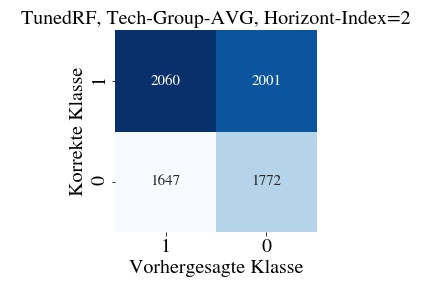 TunedRF, Tech-Group-AVG, Horizont-Index=2
Korrekte Klasse
1
2060 2001
0
1647 1772
1 0
Vorhergesagte Klasse